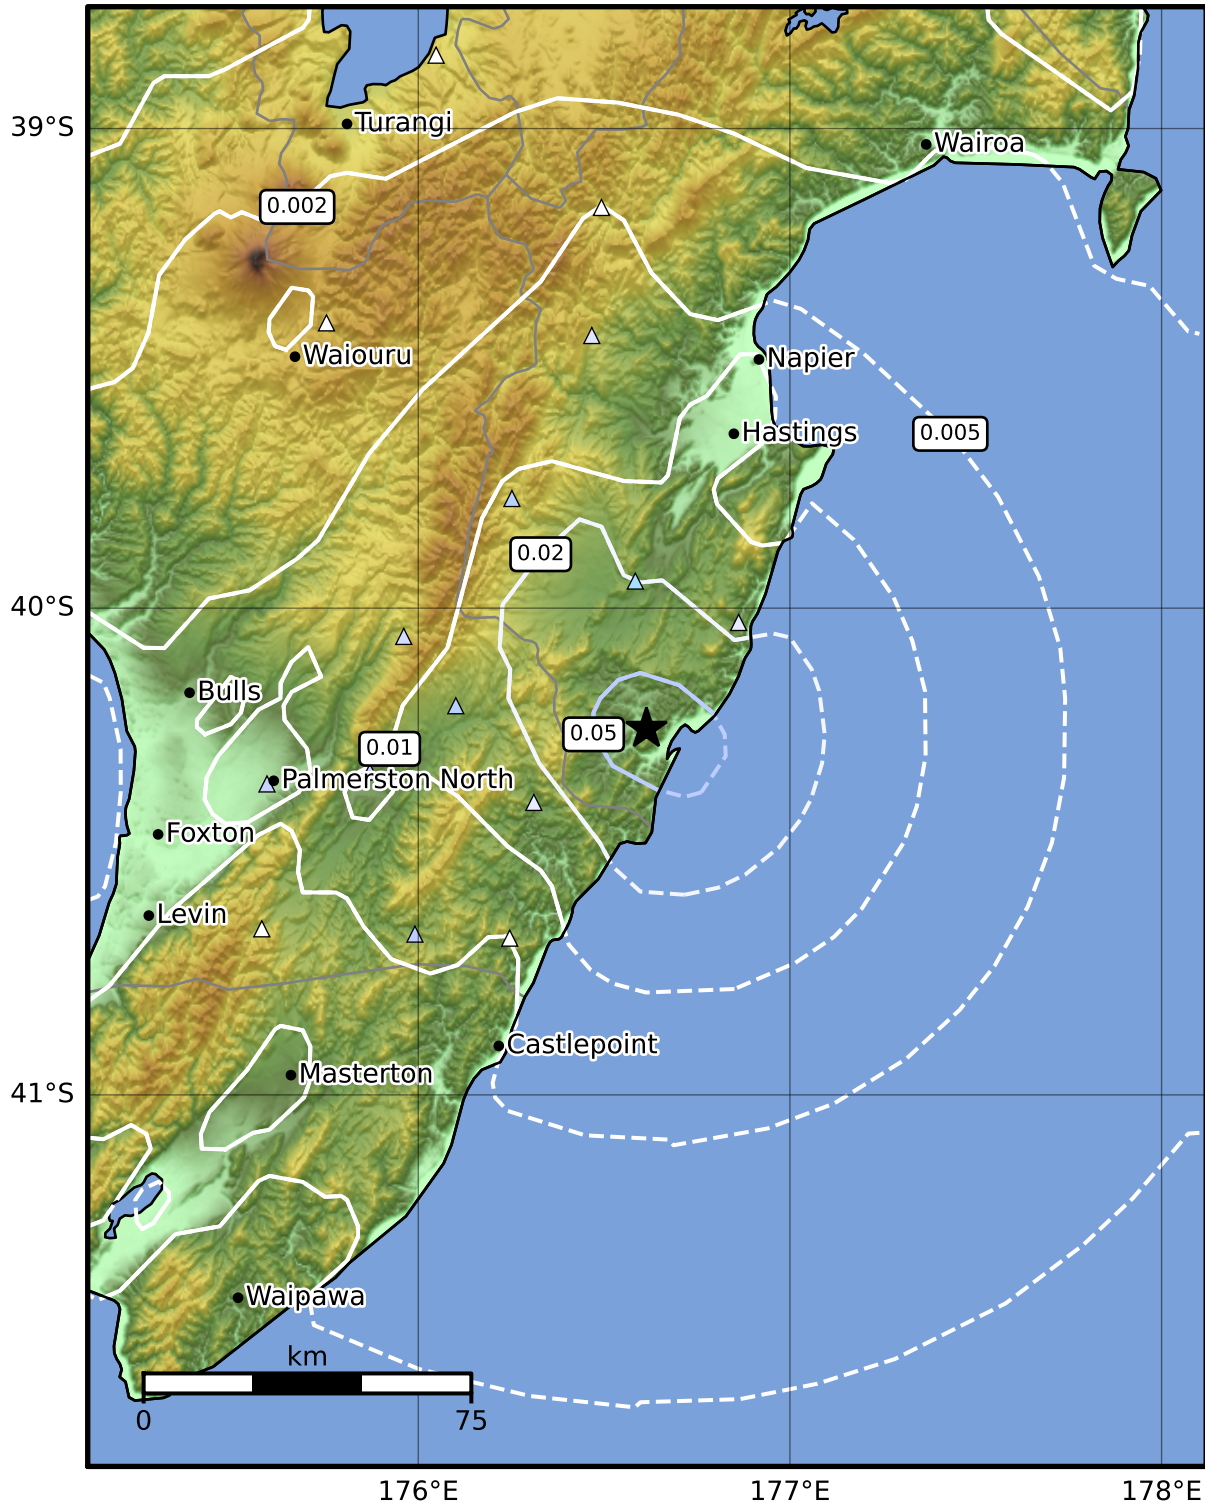 39°S
Turangi
Wairoa
0.002
Waiouru
Napier
Hastings
0.005
0.02
40°S
Bulls
0.05
0.01
Palmerston North
Foxton
Levin
Castlepoint
Masterton
41°S
Waipawa
km
0
75
176°E
177°E
178°E